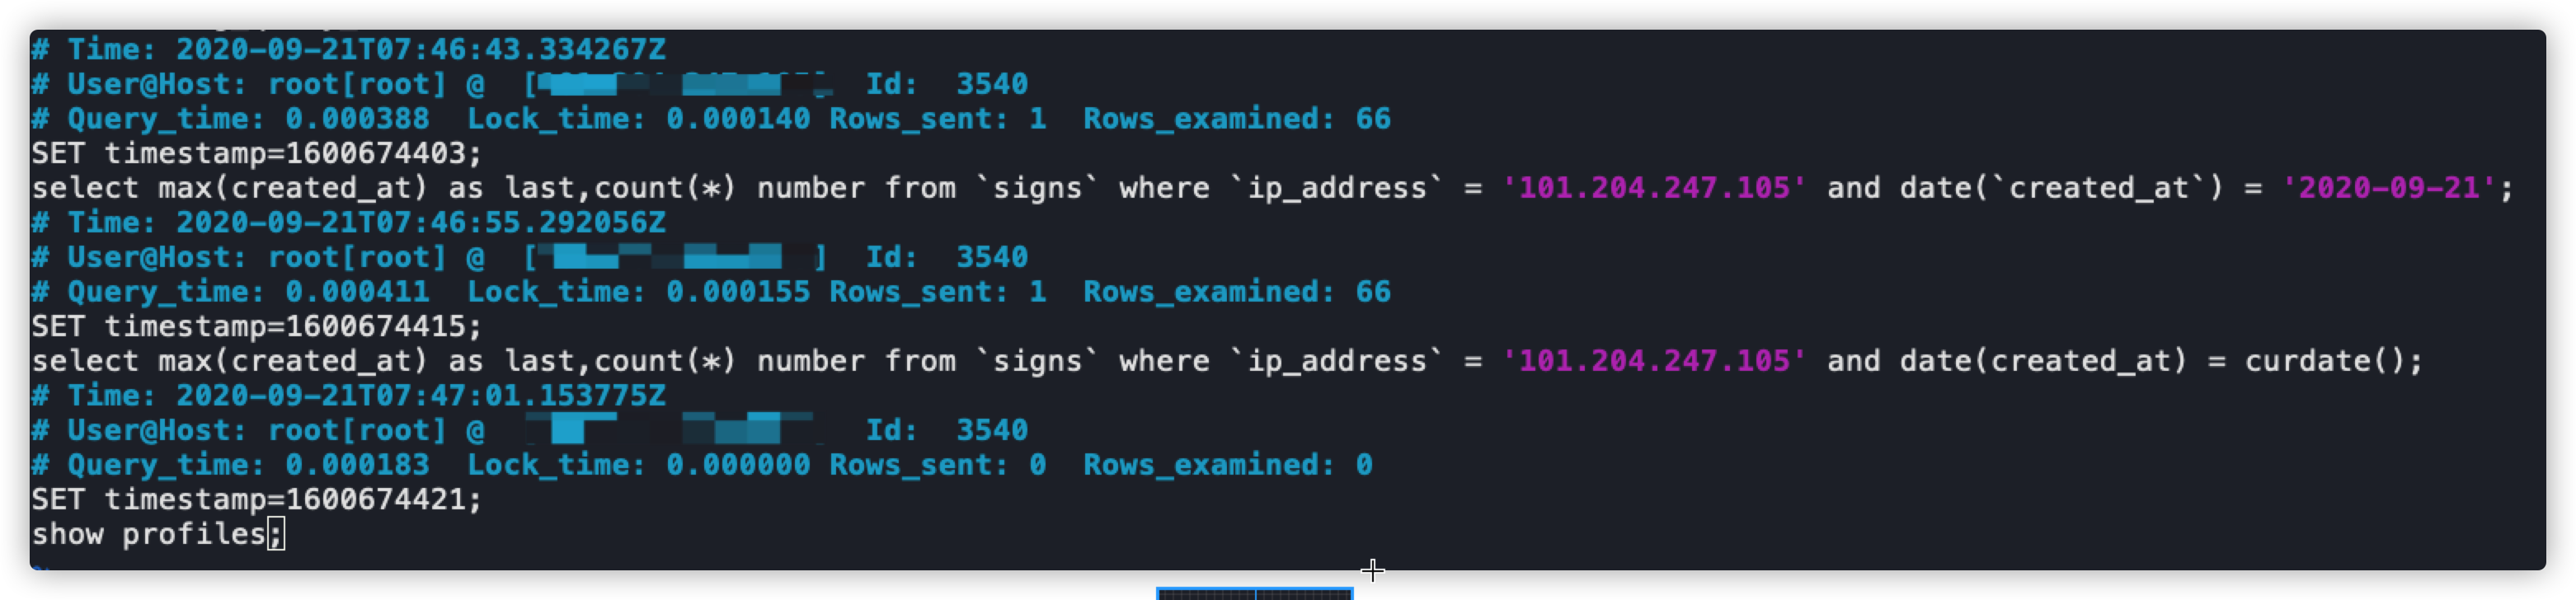 # Time: 2020-09-21T07:46:43.334267Z
# User@Host: root[root] @  [ Id:  3540
# Query_time: 0.000388  Lock_time: 0.000140 Rows_sent: 1  Rows_examined: 66
SET timestamp=1600674403;
select max(created_at) as last,count(*) number from `signs` where `ip_address` = '101.204.247.105' and date(`created_at`) = '2020-09-21';
# Time: 2020-09-21T07:46:55.292056Z
# User@Host: root[root] @  [ ]  Id:  3540
# Query_time: 0.000411  Lock_time: 0.000155 Rows_sent: 1  Rows_examined: 66
SET timestamp=1600674415;
select max(created_at) as last,count(*) number from `signs` where `ip_address` = '101.204.247.105' and date(created_at) = curdate();
# Time: 2020-09-21T07:47:01.153775Z
# User@Host: root[root] @  Id:  3540
# Query_time: 0.000183  Lock_time: 0.000000 Rows_sent: 0  Rows_examined: 0
SET timestamp=1600674421;
show profiles;